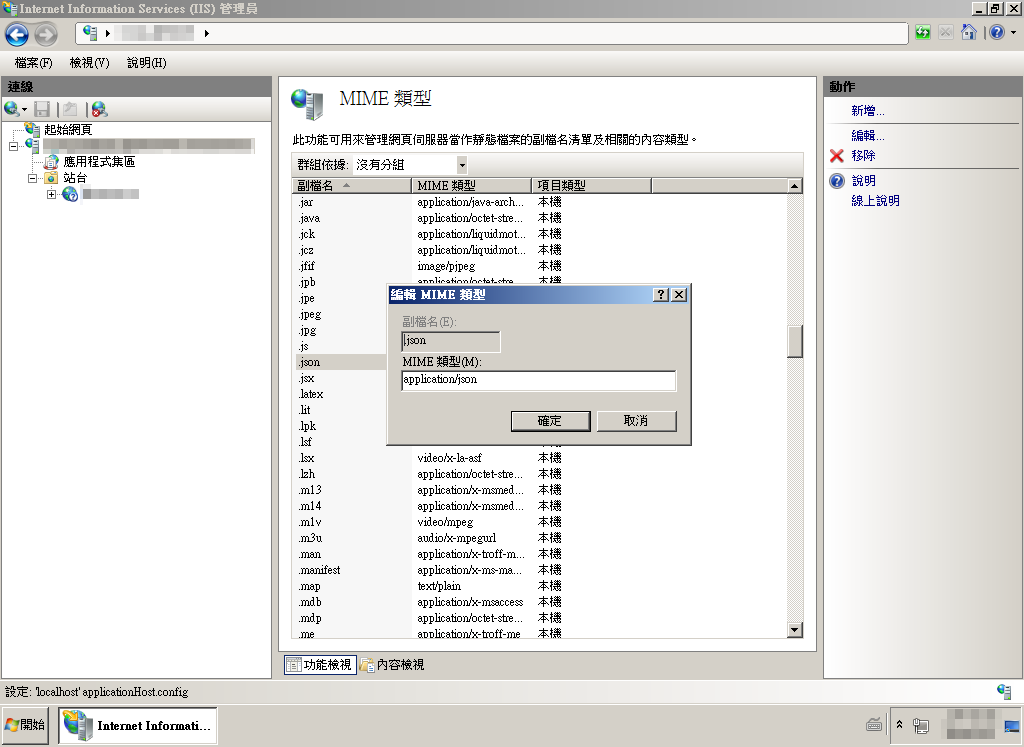 Internet Information Services (IIS) 管理員
檔案(F) 檢視(V) 說明(H)
連線
起始網頁
應用程式集區
站台
MIME 類型
此功能可用來管理網頁伺服器當作靜態檔案的副檔名清單及相關的內容類型。
群組依據: 沒有分組
副檔名 MIME 類型 項目類型
.jar application/java-arch... 本機
.java application/octet-stre... 本機
.jck application/liquidmot... 本機
.jcz application/liquidmot... 本機
.jfif image/pjpeg 本機
.jpb application/octet-stre... 本機
.jpe
.jpeg
.jpg
.js
.json
.jsx
.latex
.lit
.lpk
.lsf
.lsx video/x-la-asf 本機
.lzh application/octet-stre... 本機
.m13 application/x-msmed... 本機
.m14 application/x-msmed... 本機
.m1v video/mpeg 本機
.m3u audio/x-mpegurl 本機
.man application/x-troff-m... 本機
.manifest application/x-ms-ma... 本機
.map text/plain 本機
.mdb application/x-msaccess 本機
.mdp application/octet-stre... 本機
.me application/x-troff-me 本機
編輯 MIME 類型
副檔名(E):
.json
MIME 類型(M):
application/json
確定 取消
功能檢視 內容檢視
動作
新增...
編輯...
移除
說明
線上說明
設定: 'localhost' applicationHost.config
開始 Internet Informati...